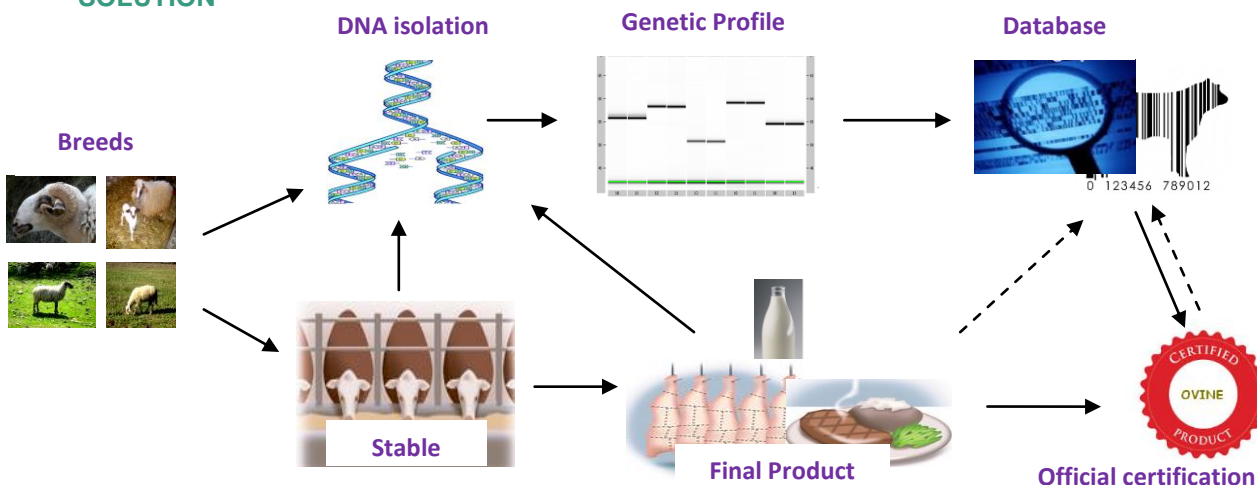 SOLUTION
DNA isolation
Genetic Profile
Database
Breeds
0 123456 789012
Stable
Final Product
CERTIFIED
OVINE
PRODUCT
Official certification